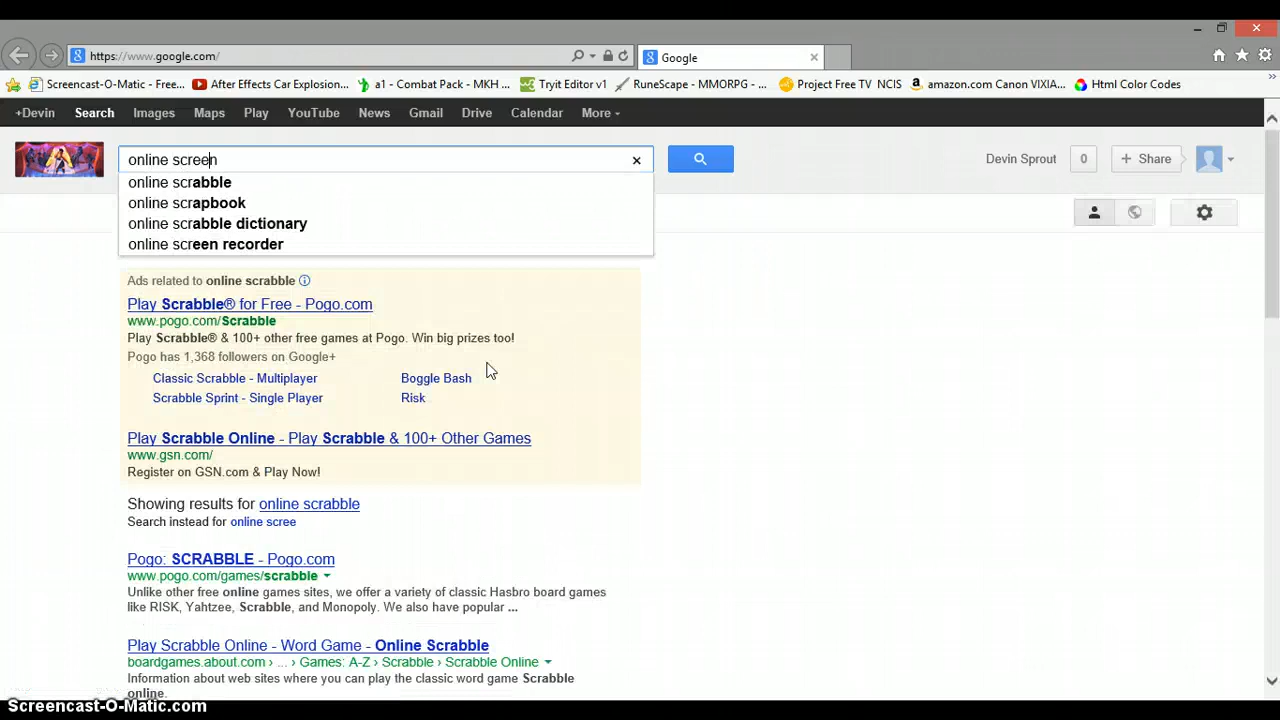 https://www.google.com/
Google
Screencast-O-Matic - Free...
After Effects Car Explosion...
a1 - Combat Pack - MKH ...
Tryit Editor v1
RuneScape - MMORPG - ...
Project Free TV NCIS
amazon.com Canon VIXIA...
Html Color Codes
+Devin Search Images Maps Play YouTube News Gmail Drive Calendar More
online screen
Devin Sprout 0 + Share
online scrabble
online scrapbook
online scrabble dictionary
online screen recorder
Ads related to online scrabble
Play Scrabble® for Free - Pogo.com
www.pogo.com/Scrabble
Play Scrabble® & 100+ other free games at Pogo. Win big prizes too!
Pogo has 1,368 followers on Google+
Classic Scrabble - Multiplayer Boggle Bash
Scrabble Sprint - Single Player Risk
Play Scrabble Online - Play Scrabble & 100+ Other Games
www.gsn.com/
Register on GSN.com & Play Now!
Showing results for online scrabble
Search instead for online scree
Pogo: SCRABBLE - Pogo.com
www.pogo.com/games/scrabble
Unlike other free online games sites, we offer a variety of classic Hasbro board games
like RISK, Yahtzee, Scrabble, and Monopoly. We also have popular ...
Play Scrabble Online - Word Game - Online Scrabble
boardgames.about.com › ... › Games: A-Z › Scrabble › Scrabble Online
Information about web sites where you can play the classic word game Scrabble
online.
Screencast-O-Matic.com